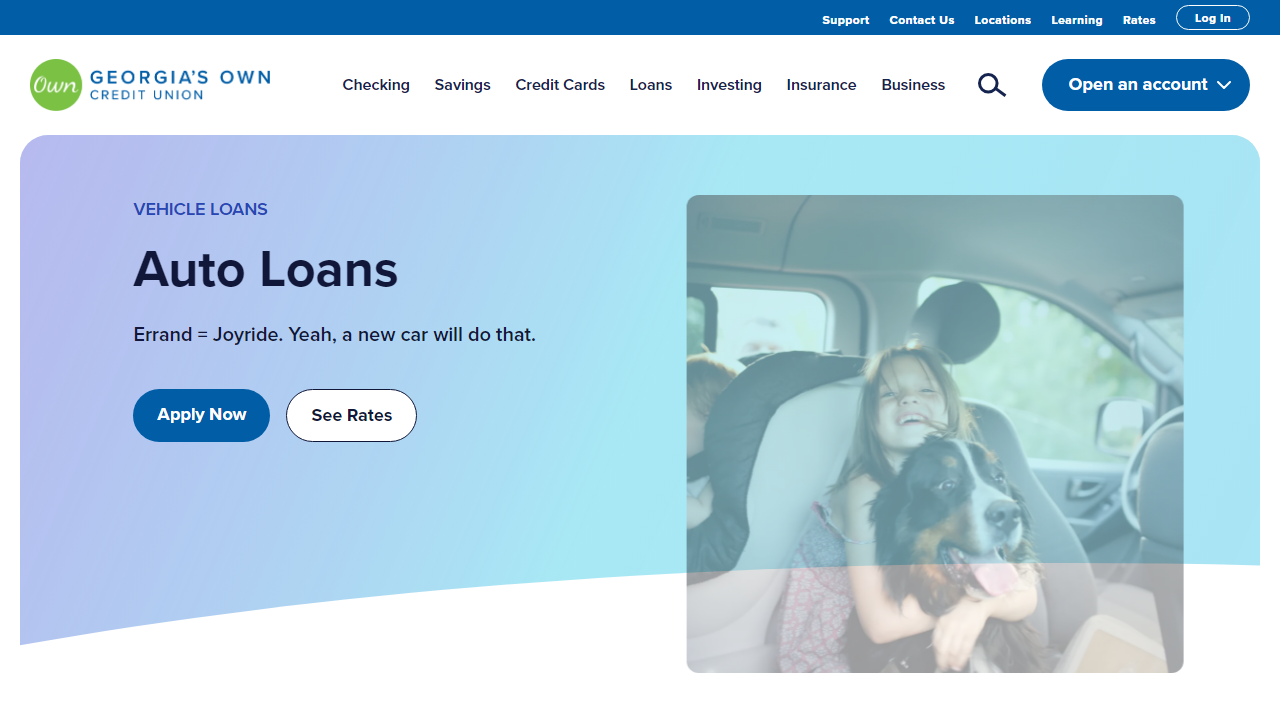 Support Contact Us Locations Learning Rates Log In
Own GEORGIA'S OWN
CREDIT UNION
Checking Savings Credit Cards Loans Investing Insurance Business Open an account
VEHICLE LOANS
Auto Loans
Errand = Joyride. Yeah, a new car will do that.
Apply Now See Rates